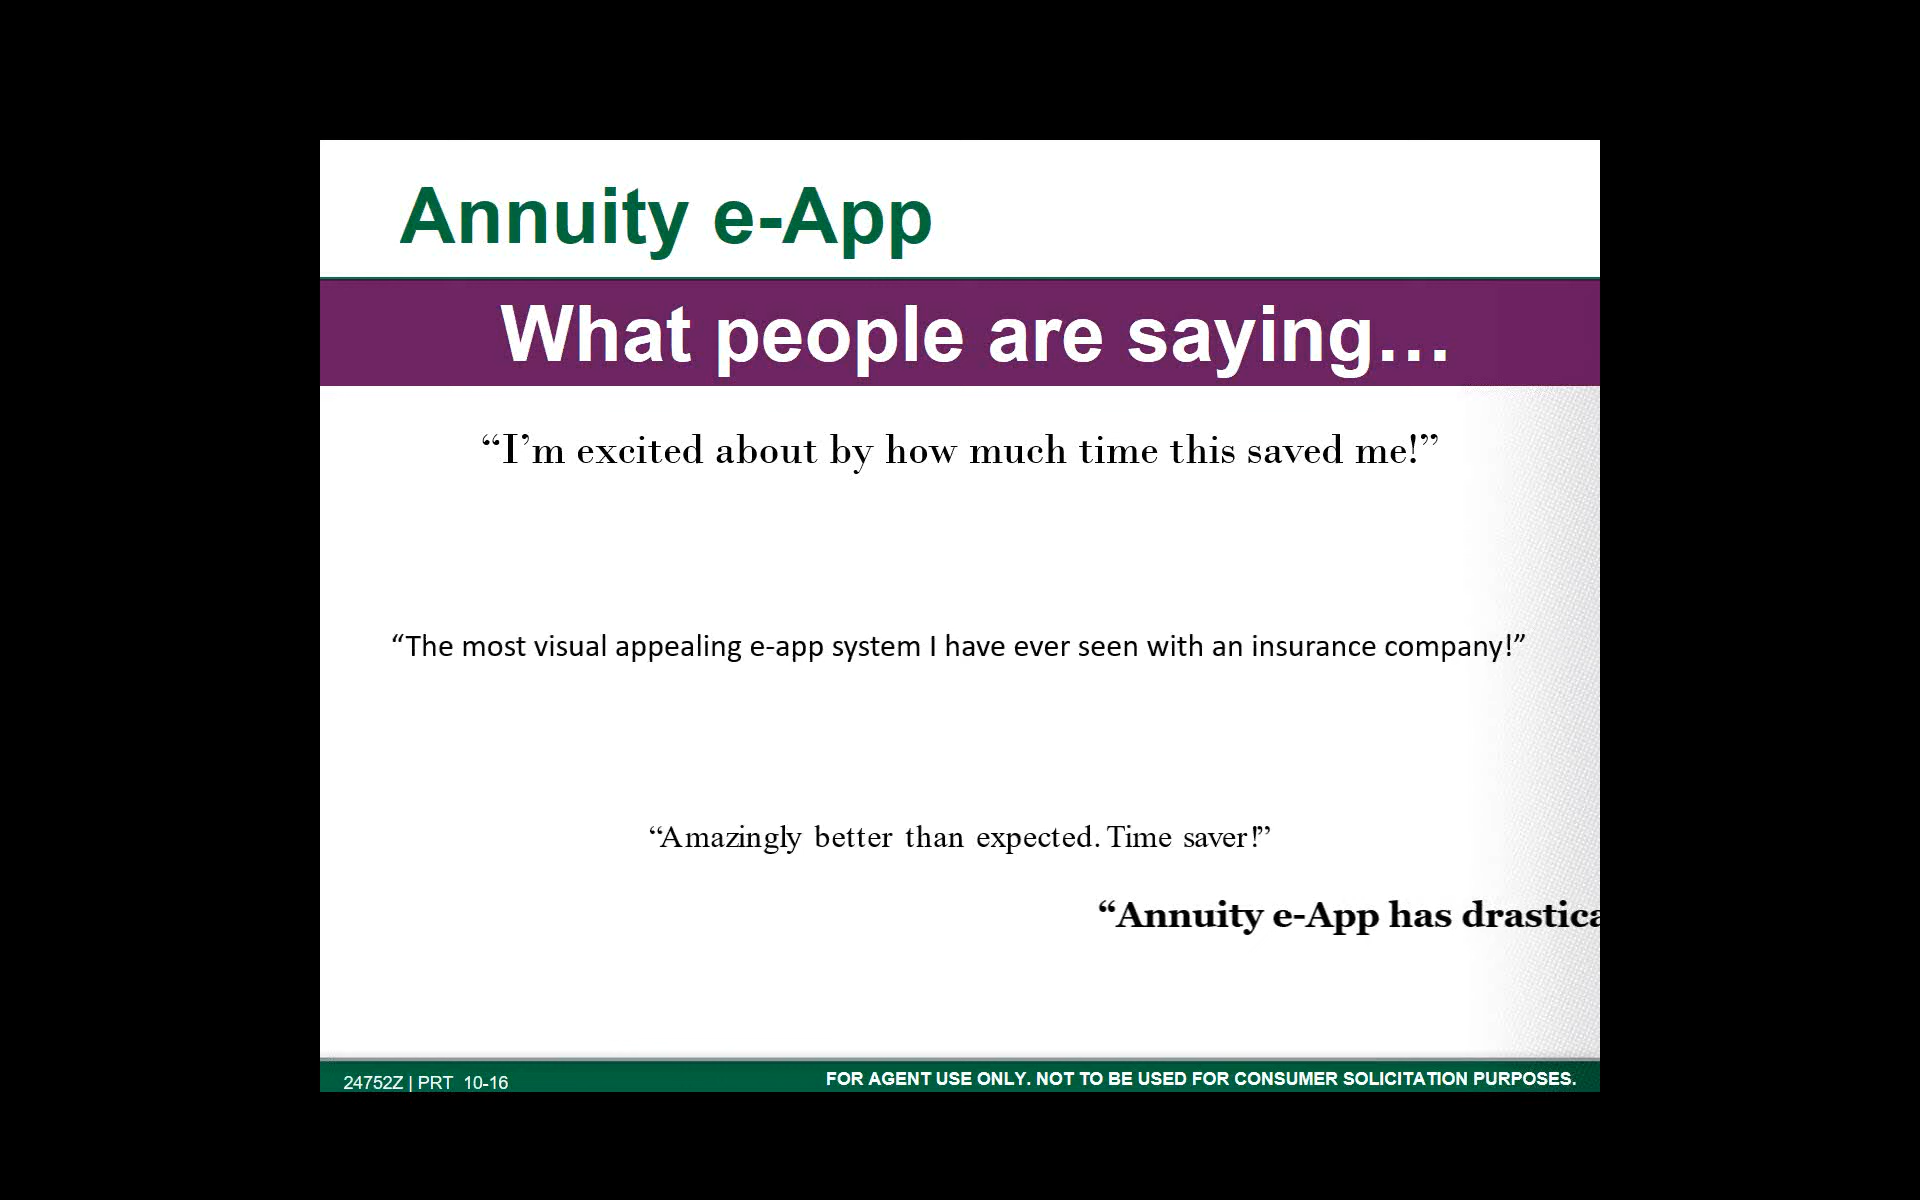 Annuity e-App
What people are saying…
“I’m excited about by how much time this saved me!”
“The most visual appealing e-app system I have ever seen with an insurance company!”
“Amazingly better than expected. Time saver!”
“Annuity e-App has
24752Z | PRT 10-16
FOR AGENT USE ONLY. NOT TO BE USED FOR CONSUMER SOLICITATION PURPOSES.